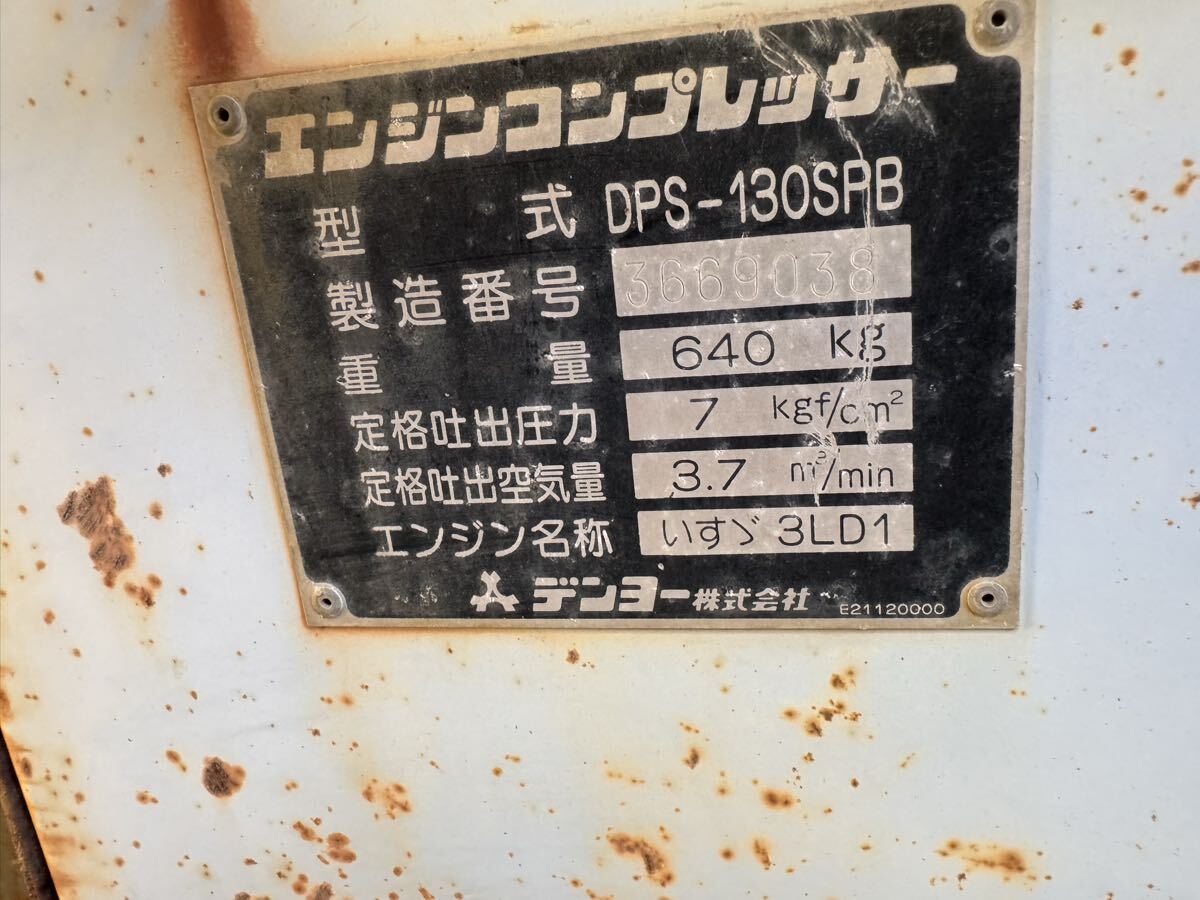 エンジンコンプレッサー
型式 DPS-130SPB
製造番号 3669038
重量 640 kg
定格吐出圧力 7 kgf/cm²
定格吐出空気量 3.7 m³/min
エンジン名称 いすゞ 3LD1
デンヨー株式会社 E21120000